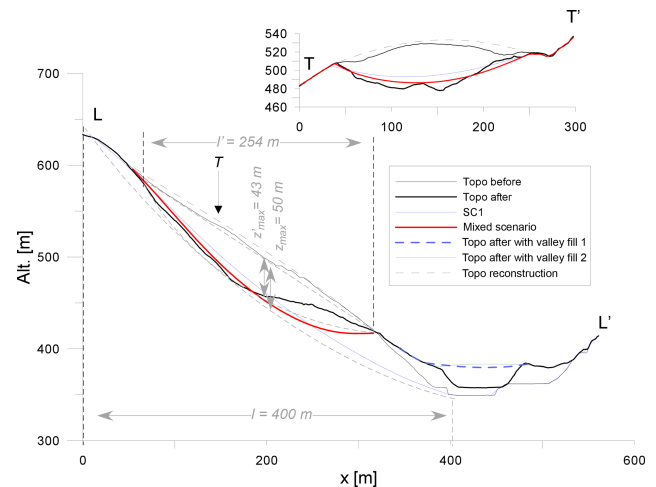 T'
540
T
520
500
480
460
0
100
200
300
700
L
l' = 254 m
T
600
z'max = 43 m
zmax = 50 m
Topo before
Topo after
SC1
Mixed scenario
Topo after with valley fill 1
Topo after with valley fill 2
Topo reconstruction
Alt. [m]
500
L'
400
l = 400 m
300
0
200
400
600
x [m]